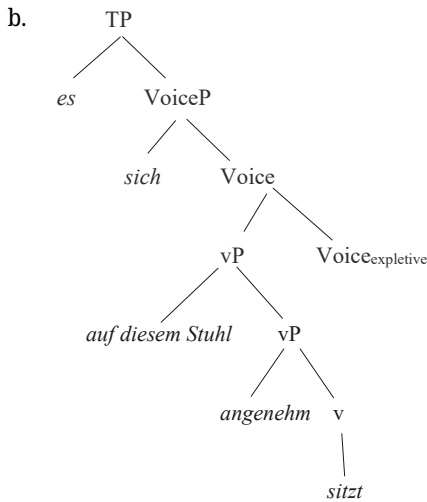 b.
TP
es VoiceP
sich Voice
vP Voiceexpletive
auf diesem Stuhl vP
angenehm v
sitzt